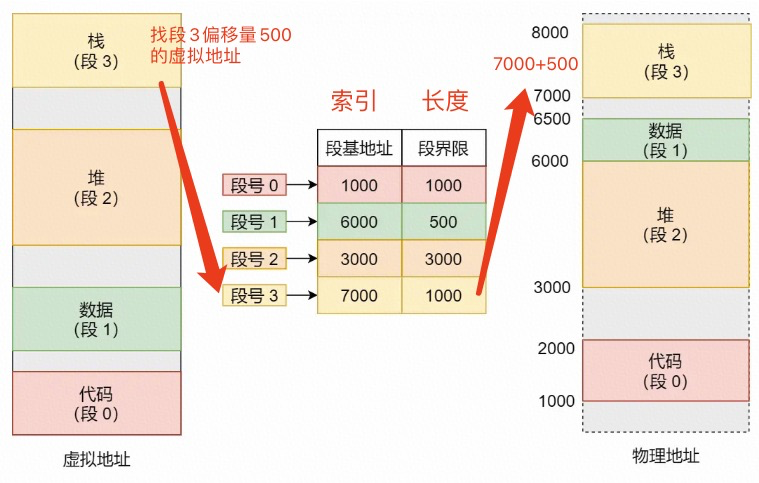 栈
(段 3)
找段3偏移量500
的虚拟地址
堆
(段 2)
数据
(段 1)
代码
(段 0)
虚拟地址
索引 长度
段基地址 段界限
段号 0 1000 1000
段号 1 6000 500
段号 2 3000 3000
段号 3 7000 1000
8000
7000+500
7000
6500
6000
3000
2000
1000
栈
(段 3)
数据
(段 1)
堆
(段 2)
代码
(段 0)
物理地址